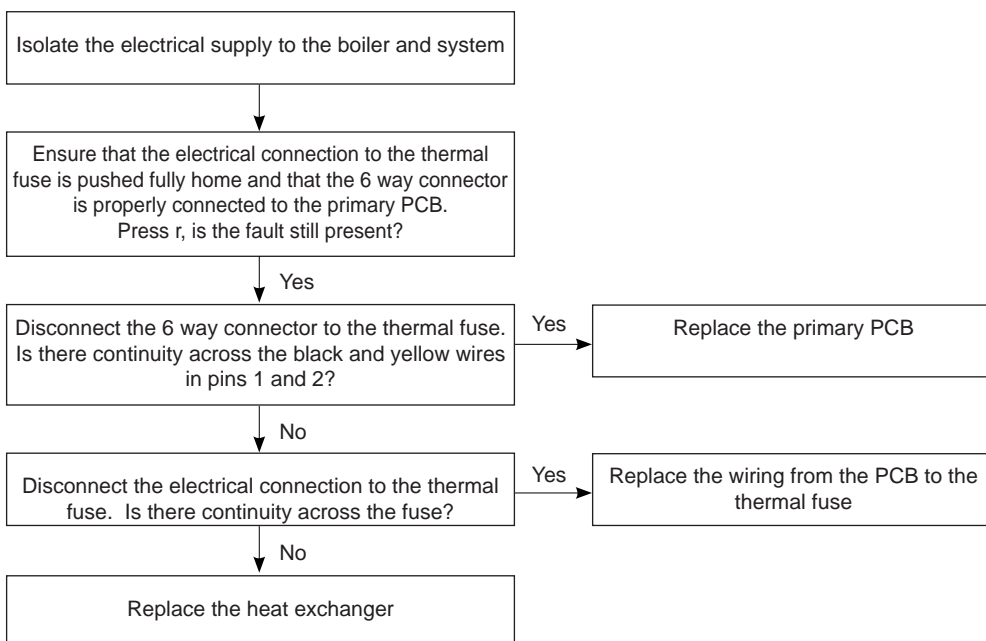 Isolate the electrical supply to the boiler and system
Ensure that the electrical connection to the thermal
fuse is pushed fully home and that the 6 way connector
is properly connected to the primary PCB.
Press r, is the fault still present?
Yes
Disconnect the 6 way connector to the thermal fuse.
Is there continuity across the black and yellow wires
in pins 1 and 2?
Yes
Replace the primary PCB
No
Disconnect the electrical connection to the thermal
fuse.  Is there continuity across the fuse?
Yes
Replace the wiring from the PCB to the
thermal fuse
No
Replace the heat exchanger